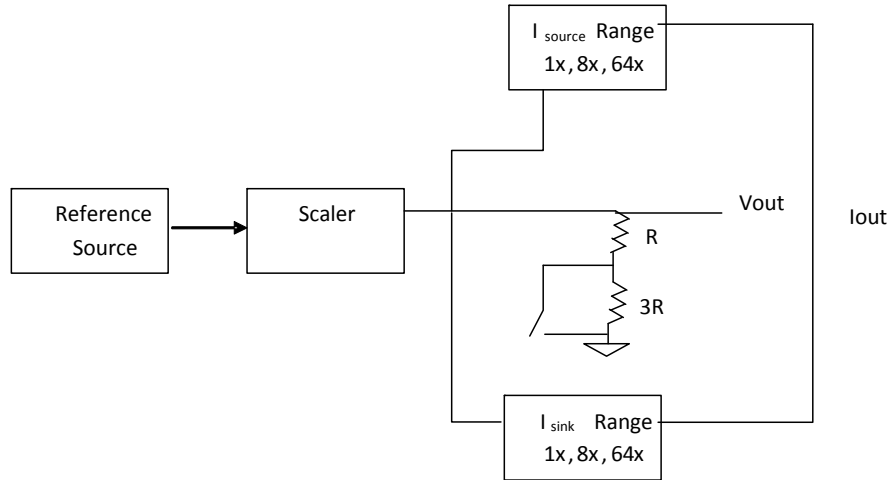 I source Range
1x, 8x, 64x
Reference
Source
Scaler
Vout
Iout
R
3R
I sink Range
1x, 8x, 64x